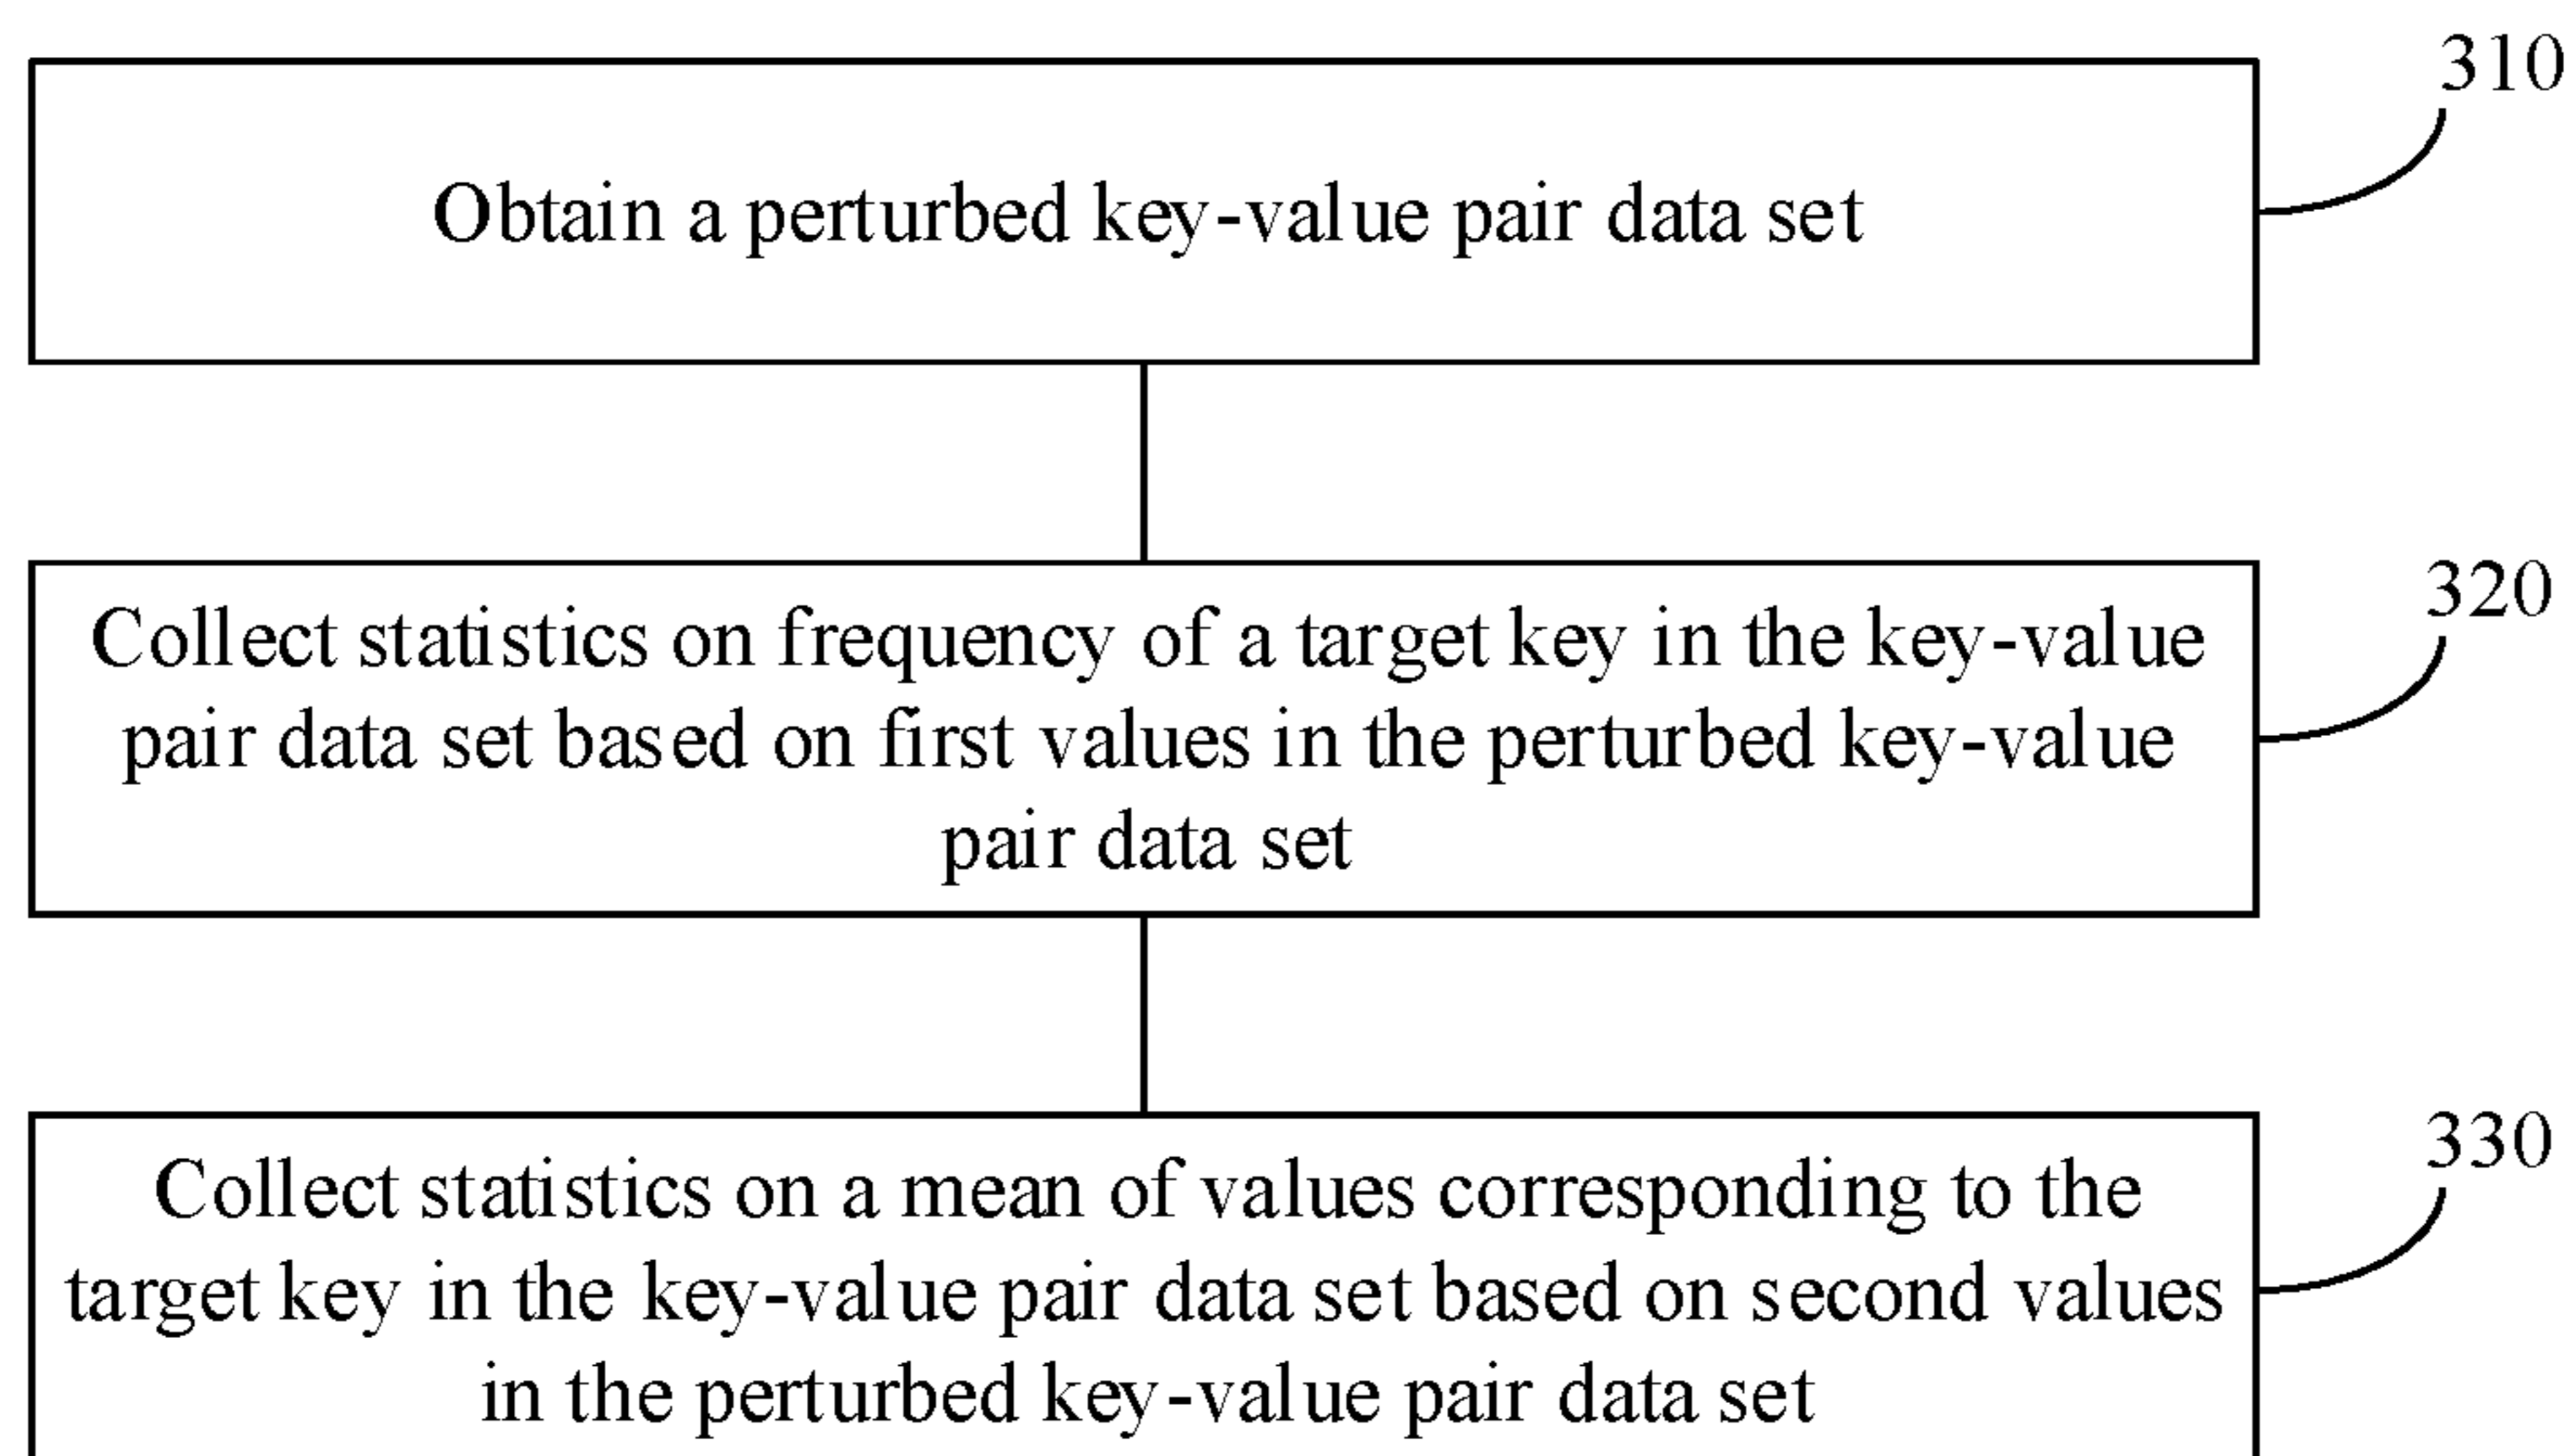 310
Obtain a perturbed key-value pair data set
320
Collect statistics on frequency of a target key in the key-value
pair data set based on first values in the perturbed key-value
pair data set
330
Collect statistics on a mean of values corresponding to the
target key in the key-value pair data set based on second values
in the perturbed key-value pair data set